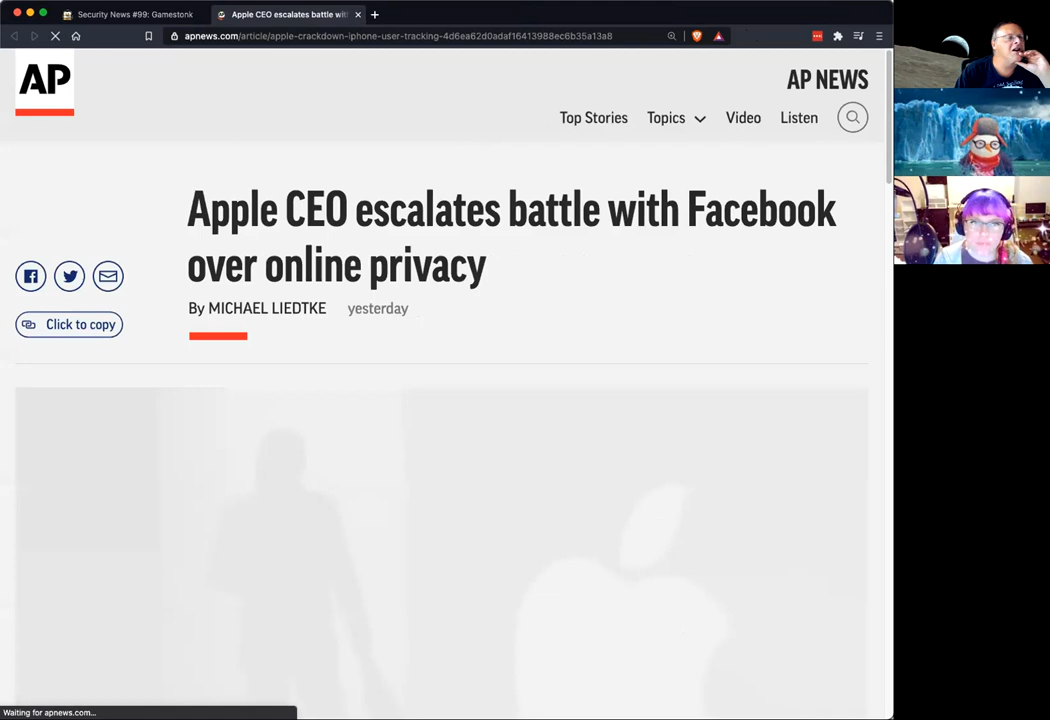 Security News #99: Gamestonk
Apple CEO escalates battle wit
apnews.com/article/apple-crackdown-iphone-user-tracking-4d6ea62d0adaf16413988ec6b35a13a8
AP
AP NEWS
Top Stories Topics Video Listen
Apple CEO escalates battle with Facebook
over online privacy
By MICHAEL LIEDTKE yesterday
Click to copy
Waiting for apnews.com...